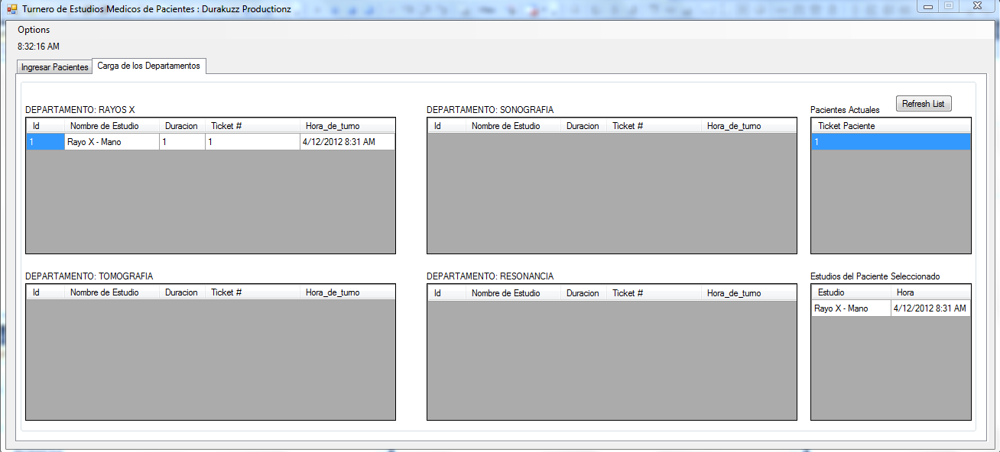 Turnero de Estudios Medicos de Pacientes : Durakuzz Productionz
Options
8:32:16 AM
Ingresar Pacientes Carga de los Departamentos
Refresh List
DEPARTAMENTO: RAYOS X
Id Nombre de Estudio Duracion Ticket # Hora_de_turno
1 Rayo X - Mano 1 1 4/12/2012 8:31 AM
DEPARTAMENTO: SONOGRAFIA
Id Nombre de Estudio Duracion Ticket # Hora_de_turno
Pacientes Actuales
Ticket Paciente
1
DEPARTAMENTO: TOMOGRAFIA
Id Nombre de Estudio Duracion Ticket # Hora_de_turno
DEPARTAMENTO: RESONANCIA
Id Nombre de Estudio Duracion Ticket # Hora_de_turno
Estudios del Paciente Seleccionado
Estudio Hora
Rayo X - Mano 4/12/2012 8:31 AM